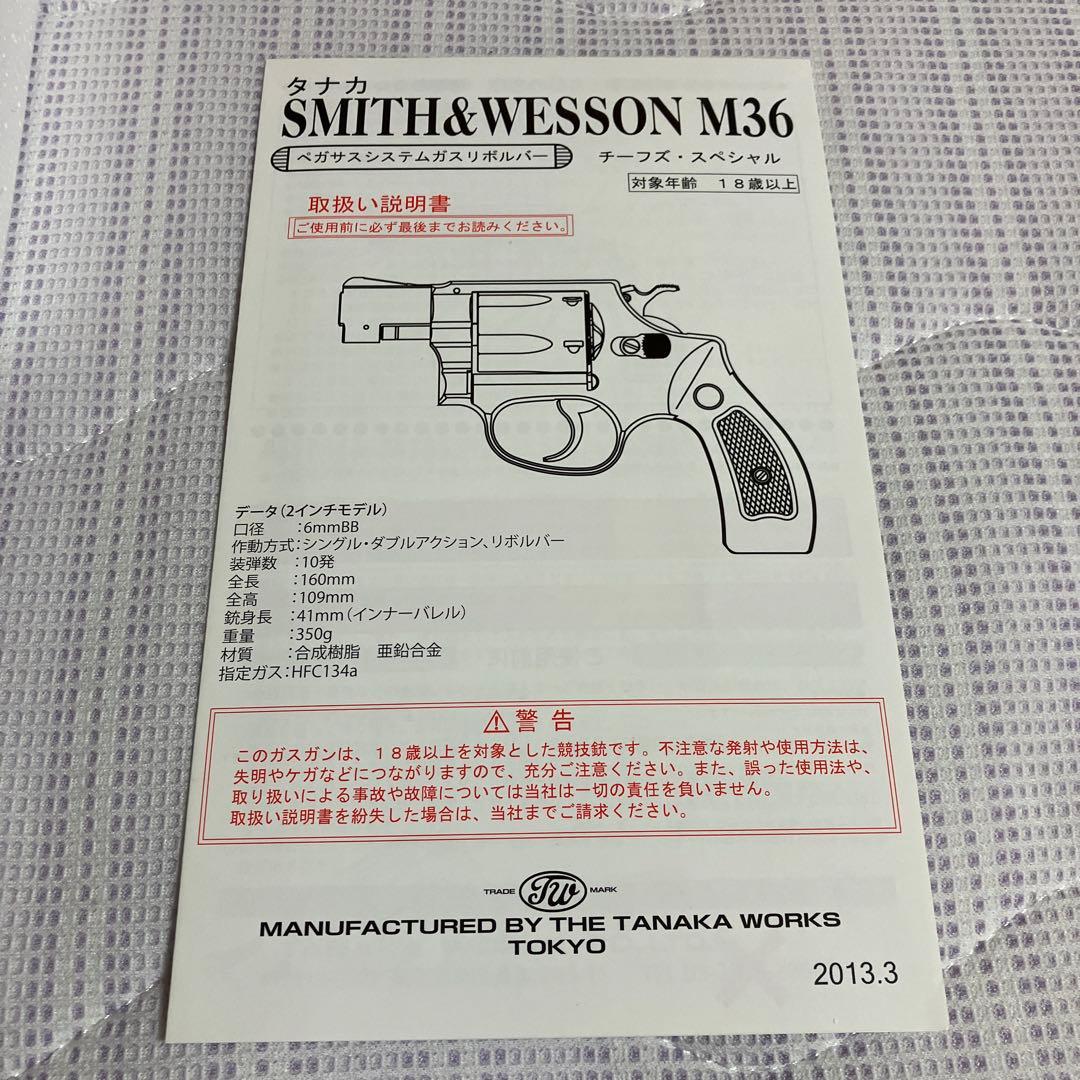 タナカ
SMITH&WESSON M36
ペガサスシステムガスリボルバー チーフズ・スペシャル
対象年齢 18歳以上
取扱い説明書
ご使用前に必ず最後までお読みください。
データ(2インチモデル)
口径 :6mmBB
作動方式:シングル・ダブルアクション、リボルバー
装弾数 :10発
全長 :160mm
全高 :109mm
銃身長 :41mm(インナーバレル)
重量 :350g
材質 :合成樹脂 亜鉛合金
指定ガス:HFC134a
⚠警告
このガスガンは、18歳以上を対象とした競技銃です。不注意な発射や使用方法は、
失明やケガなどにつながりますので、充分ご注意ください。また、誤った使用法や、
取り扱いによる事故や故障については当社は一切の責任を負いません。
取扱い説明書を紛失した場合は、当社までご請求ください。
TRADE TW MARK
MANUFACTURED BY THE TANAKA WORKS
TOKYO
2013.3